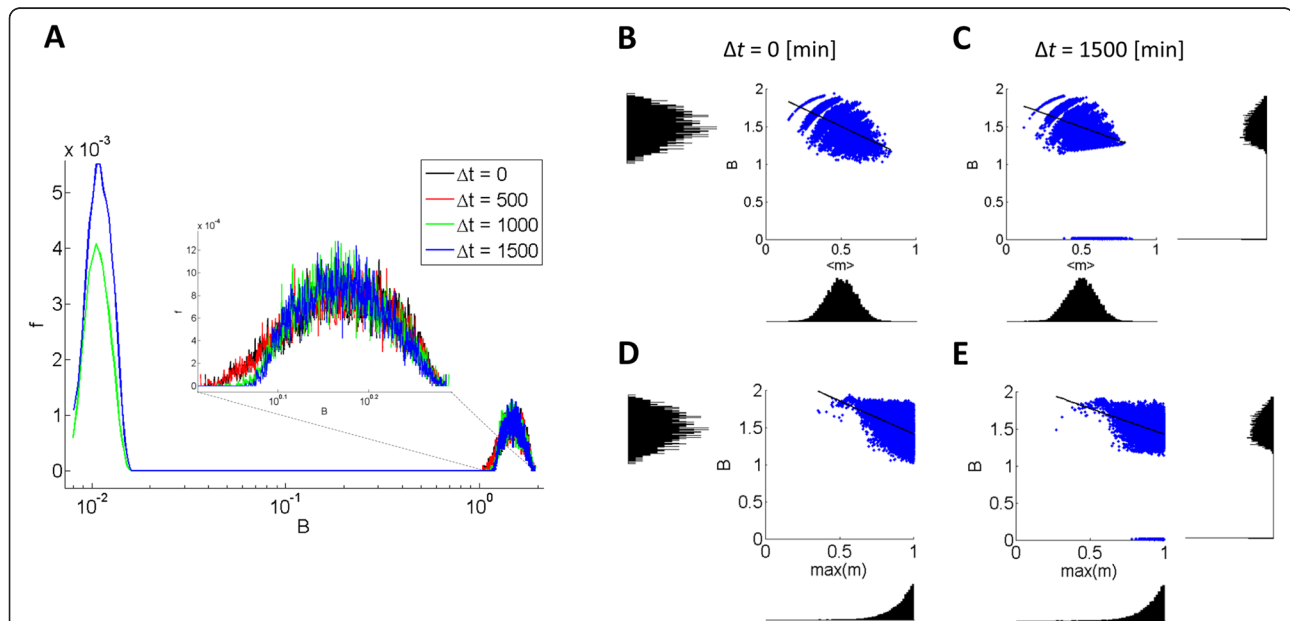 A
x 10⁻³
5
4
3
2
1
0
f
10⁻²
10⁻¹
10⁰
B
Δt = 0
Δt = 500
Δt = 1000
Δt = 1500
x 10⁻⁴
12
10
8
6
4
2
0
f
10^0.1
10^0.2
B
B
Δt = 0 [min]
2
1.5
1
0.5
0
B
0
0.5
1
<m>
C
Δt = 1500 [min]
2
1.5
1
0.5
0
B
0
0.5
1
<m>
D
2
1.5
1
0.5
0
B
0
0.5
1
max(m)
E
2
1.5
1
0.5
0
B
0
0.5
1
max(m)